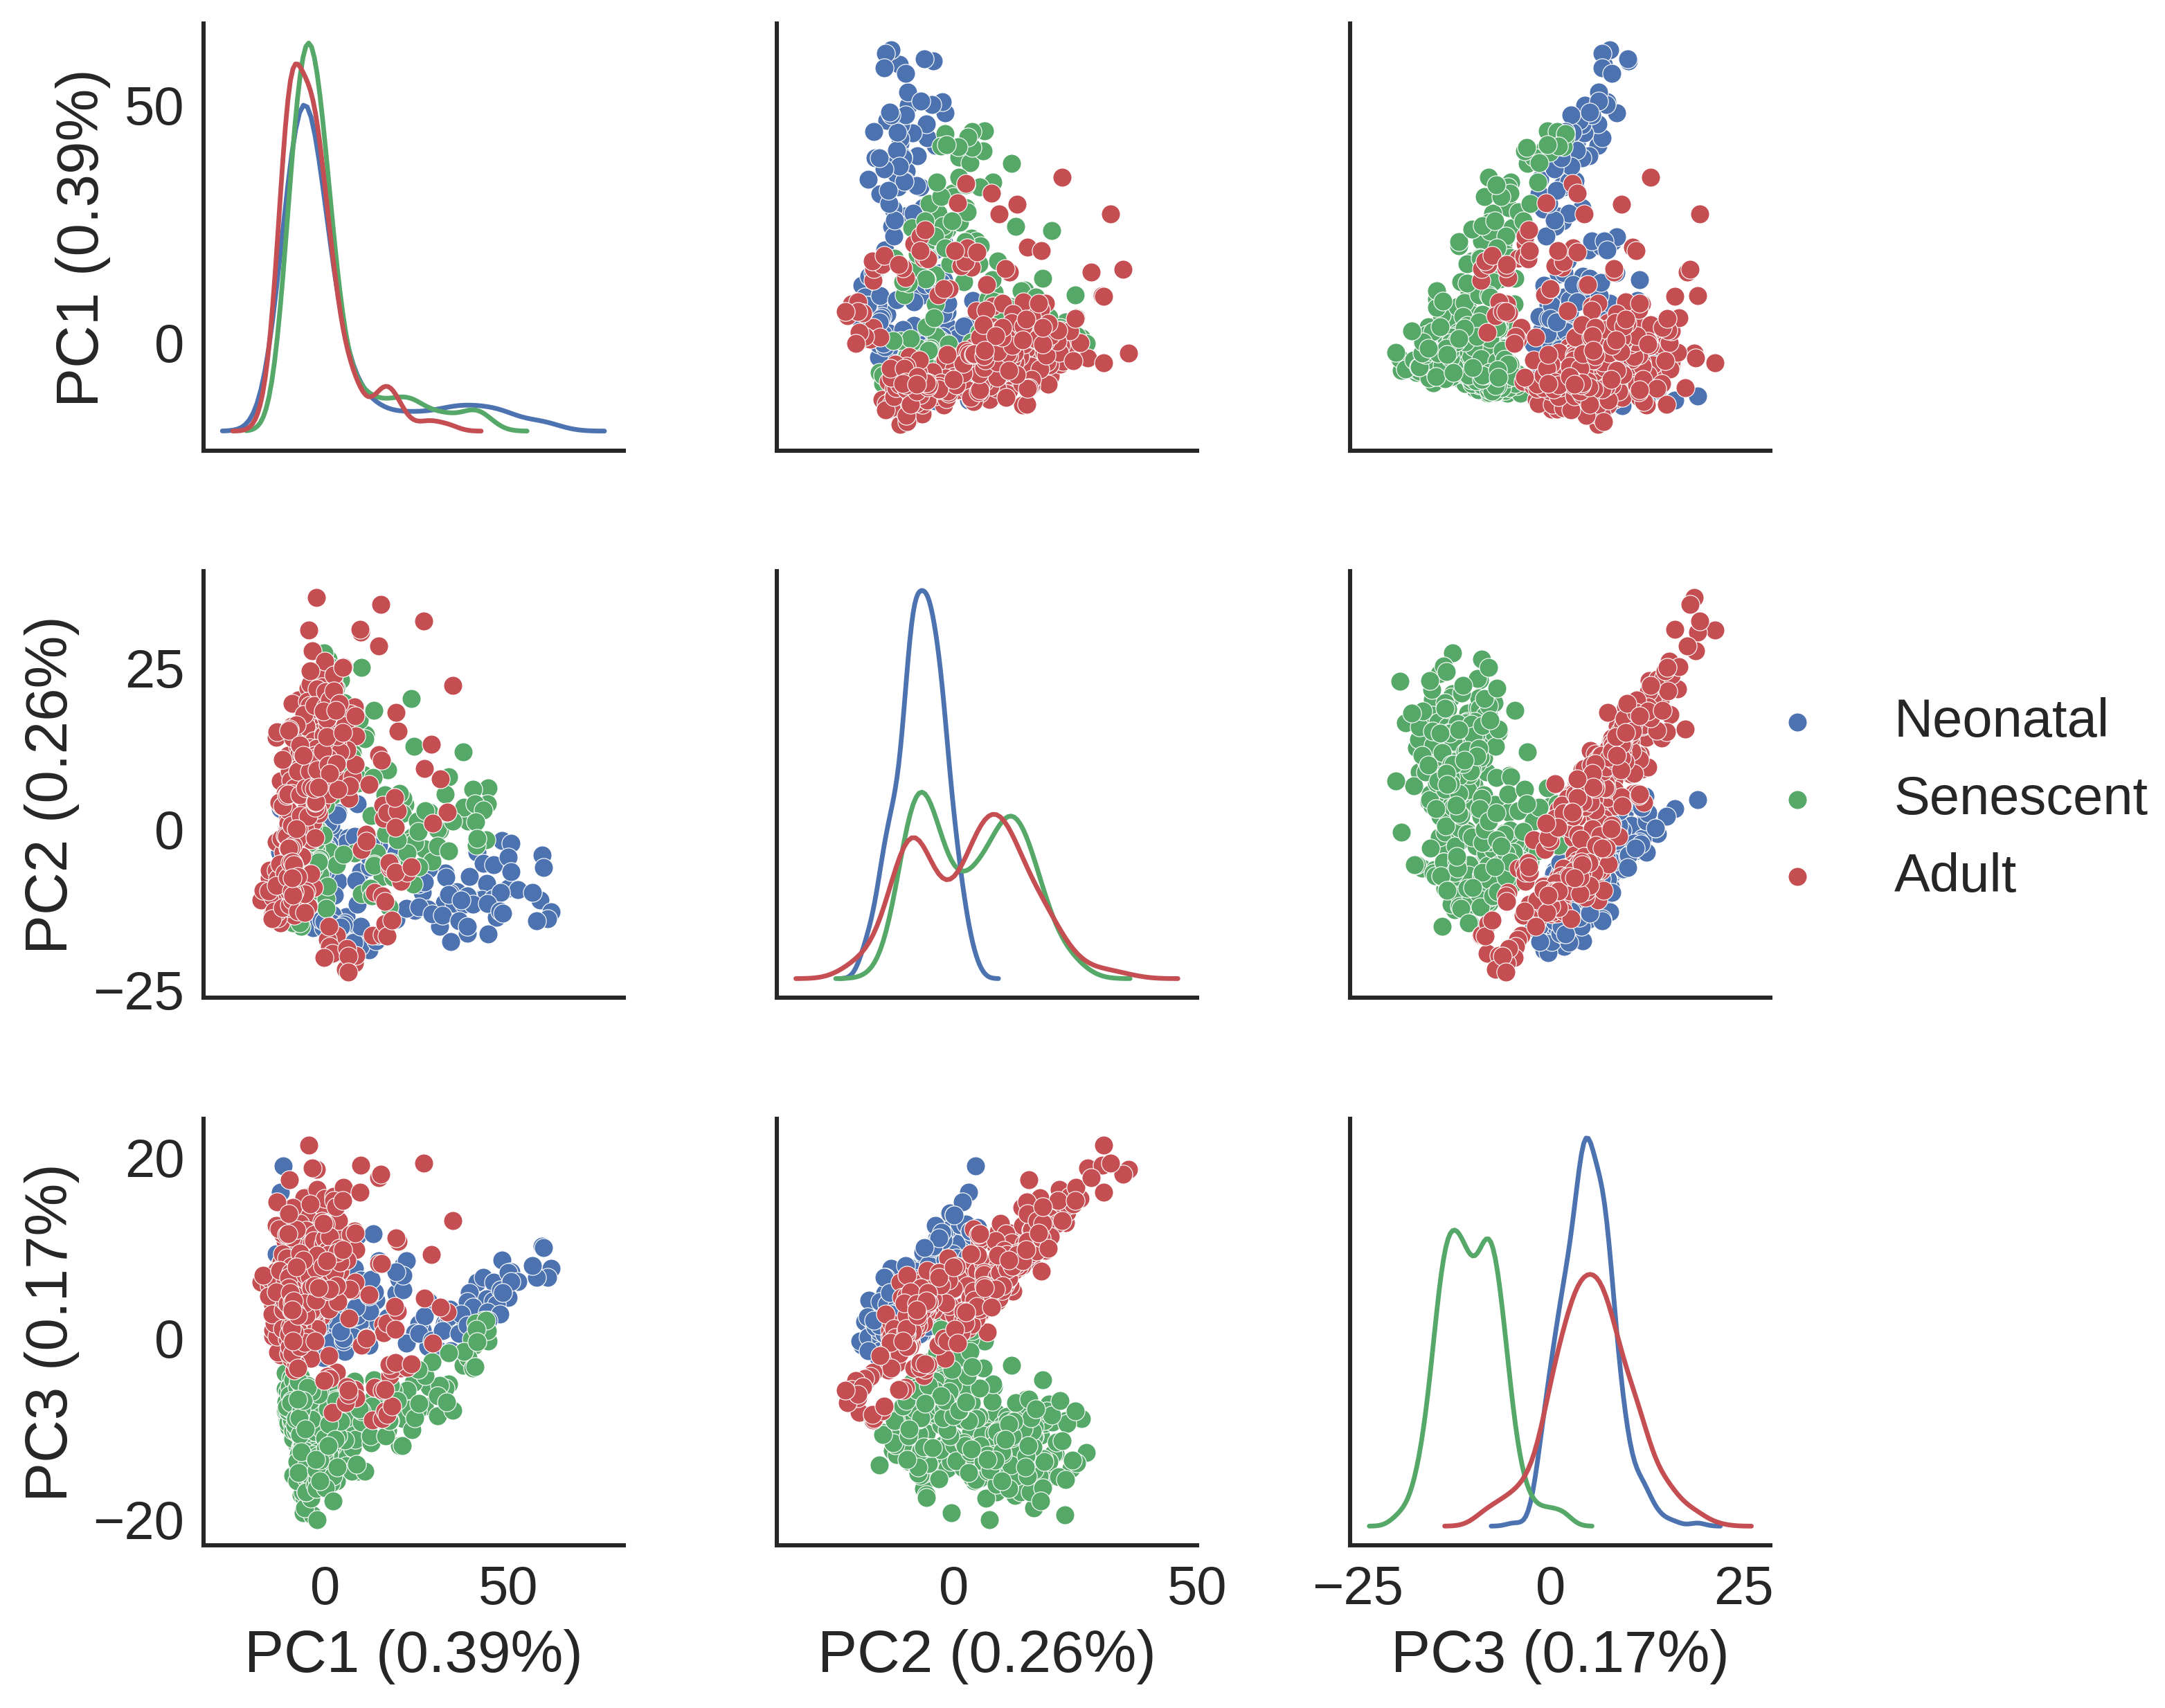 PC1 (0.39%)
50
0
PC2 (0.26%)
25
0
−25
Neonatal
Senescent
Adult
PC3 (0.17%)
20
0
−20
0 50
0 50
−25 0 25
PC1 (0.39%)
PC2 (0.26%)
PC3 (0.17%)